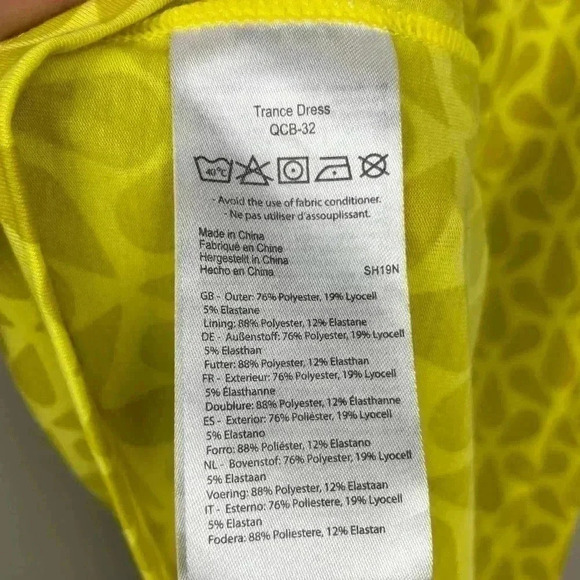 Trance Dress
QCB-32
40°C
- Avoid the use of fabric conditioner.
- Ne pas utiliser d'assouplissant.
Made in China
Fabriqué en Chine
Hergestellt in China
Hecho en China SH19N
GB - Outer: 76% Polyester, 19% Lyocell
5% Elastane
Lining: 88% Polyester, 12% Elastane
DE - Außenstoff: 76% Polyester, 19% Lyocell
5% Elasthan
Futter: 88% Polyester, 12% Elasthan
FR - Exterieur: 76% Polyester, 19% Lyocell
5% Élasthanne
Doublure: 88% Polyester, 12% Élasthanne
ES - Exterior: 76% Poliéster, 19% Lyocell
5% Elastano
Forro: 88% Poliéster, 12% Elastano
NL - Bovenstof: 76% Polyester, 19% Lyocell
5% Elastaan
Voering: 88% Polyester, 12% Elastaan
IT - Esterno: 76% Poliestere, 19% Lyocell
5% Elastan
Fodera: 88% Poliestere, 12% Elastan